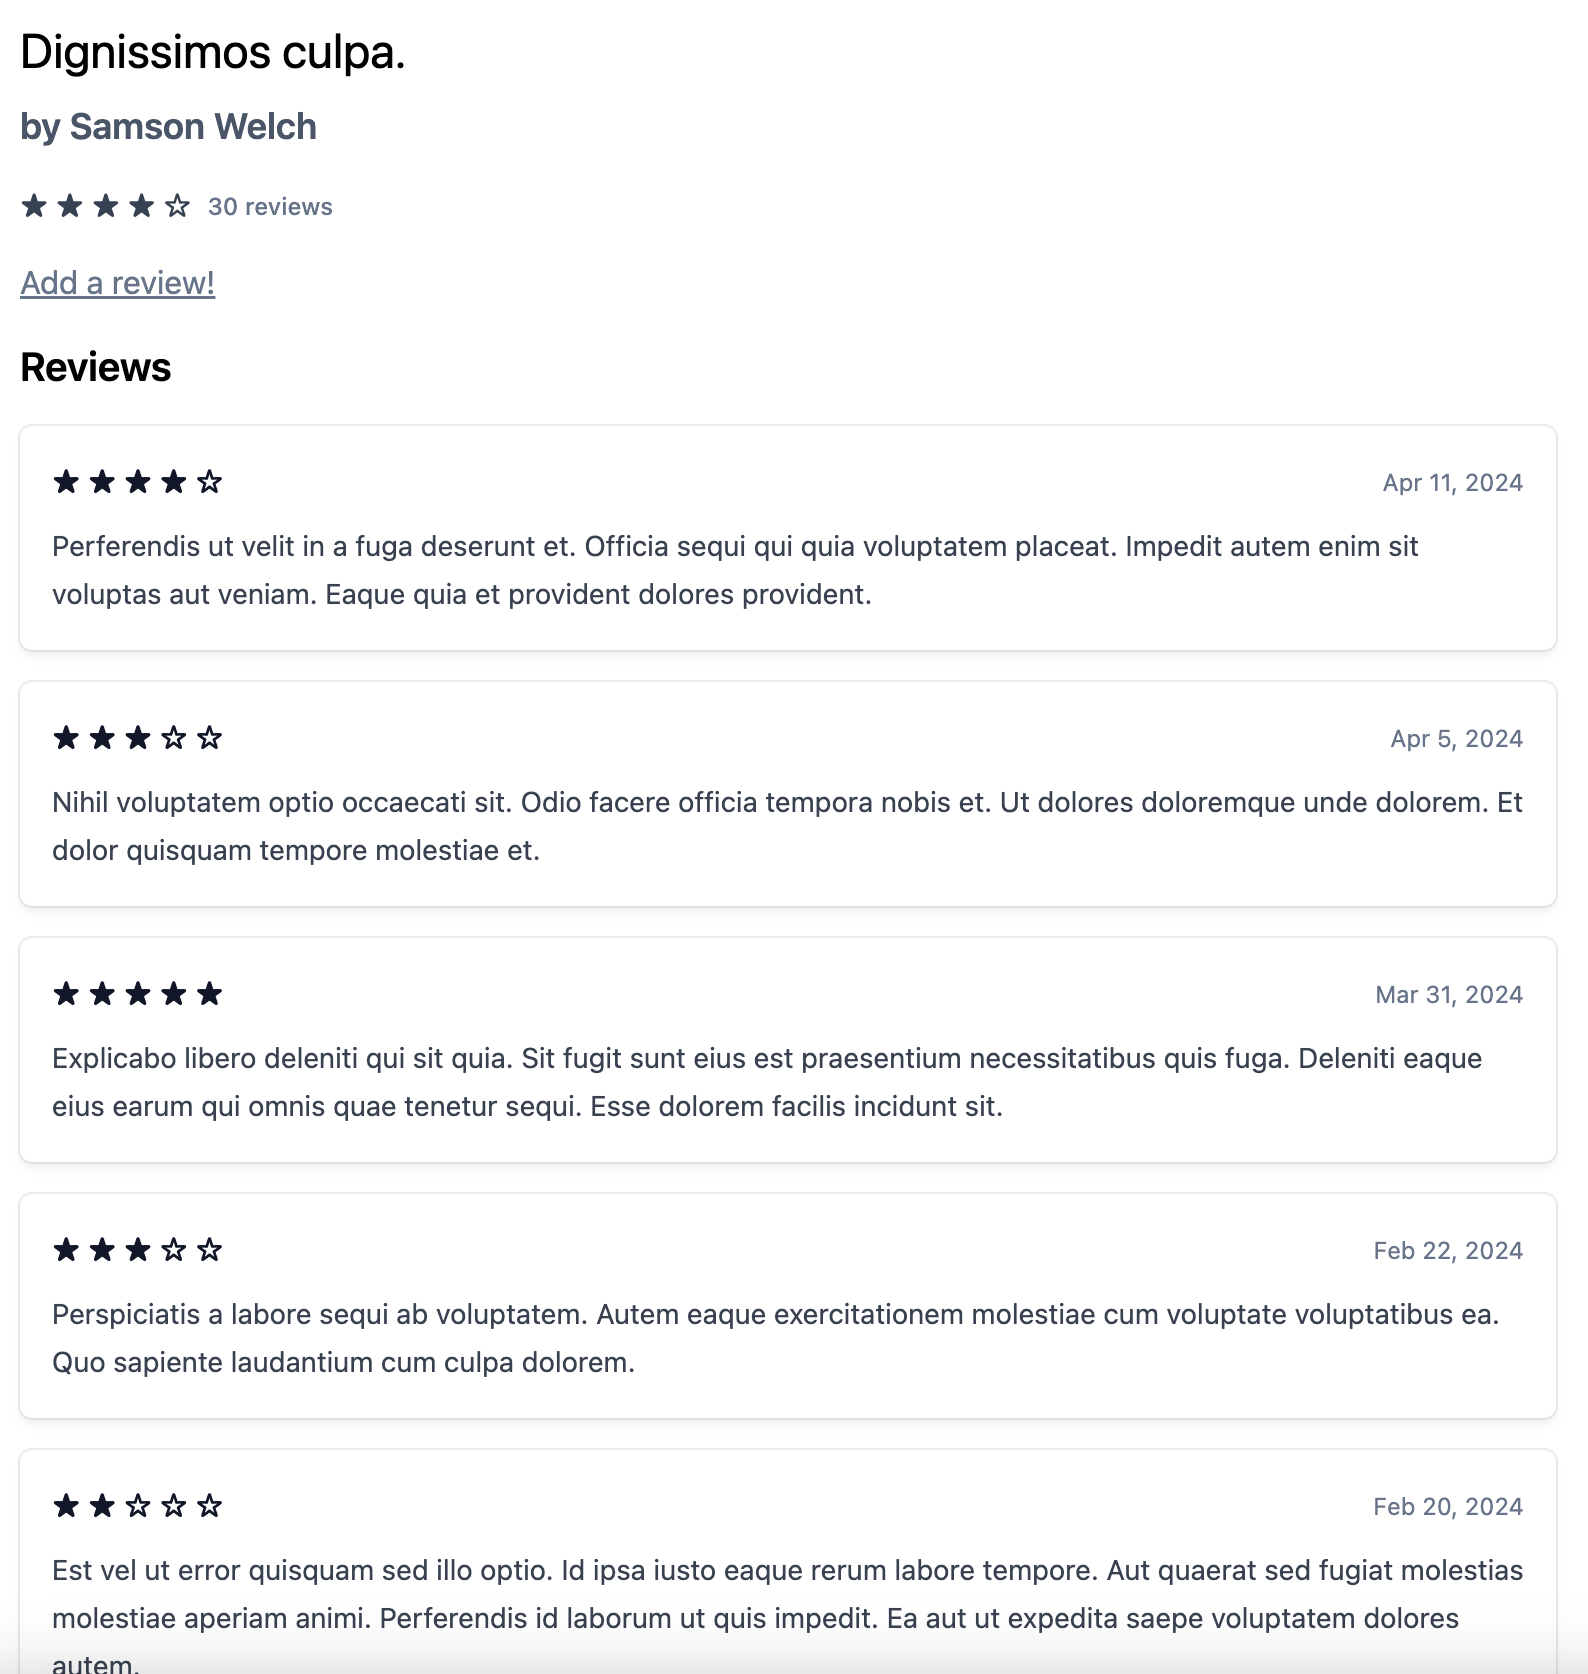 Dignissimos culpa.
by Samson Welch
★ ★ ★ ★ ☆ 30 reviews
Add a review!
Reviews
★ ★ ★ ★ ☆ Apr 11, 2024
Perferendis ut velit in a fuga deserunt et. Officia sequi qui quia voluptatem placeat. Impedit autem enim sit
voluptas aut veniam. Eaque quia et provident dolores provident.
★ ★ ★ ☆ ☆ Apr 5, 2024
Nihil voluptatem optio occaecati sit. Odio facere officia tempora nobis et. Ut dolores doloremque unde dolorem. Et
dolor quisquam tempore molestiae et.
★ ★ ★ ★ ★ Mar 31, 2024
Explicabo libero deleniti qui sit quia. Sit fugit sunt eius est praesentium necessitatibus quis fuga. Deleniti eaque
eius earum qui omnis quae tenetur sequi. Esse dolorem facilis incidunt sit.
★ ★ ★ ☆ ☆ Feb 22, 2024
Perspiciatis a labore sequi ab voluptatem. Autem eaque exercitationem molestiae cum voluptate voluptatibus ea.
Quo sapiente laudantium cum culpa dolorem.
★ ★ ☆ ☆ ☆ Feb 20, 2024
Est vel ut error quisquam sed illo optio. Id ipsa iusto eaque rerum labore tempore. Aut quaerat sed fugiat molestias
molestiae aperiam animi. Perferendis id laborum ut quis impedit. Ea aut ut expedita saepe voluptatem dolores
autem.